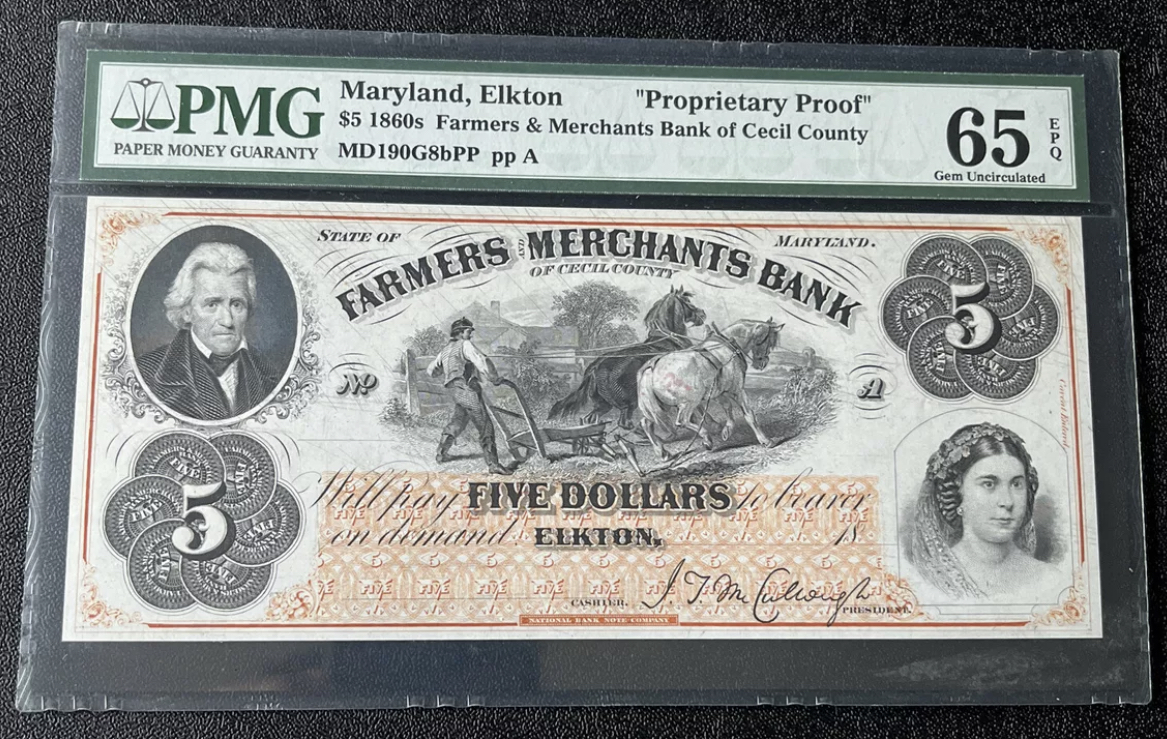 PMG
PAPER MONEY GUARANTY
Maryland, Elkton "Proprietary Proof"
$5 1860s Farmers & Merchants Bank of Cecil County
MD190G8bPP pp A
65 EPQ
Gem Uncirculated
STATE OF MARYLAND.
FARMERS AND MERCHANTS BANK
OF CECIL COUNTY
5
No A
5
Will pay FIVE DOLLARS to bearer
on demand ELKTON, 18
CASHIER. J. T. McCullough PRESIDENT.
NATIONAL BANK NOTE COMPANY